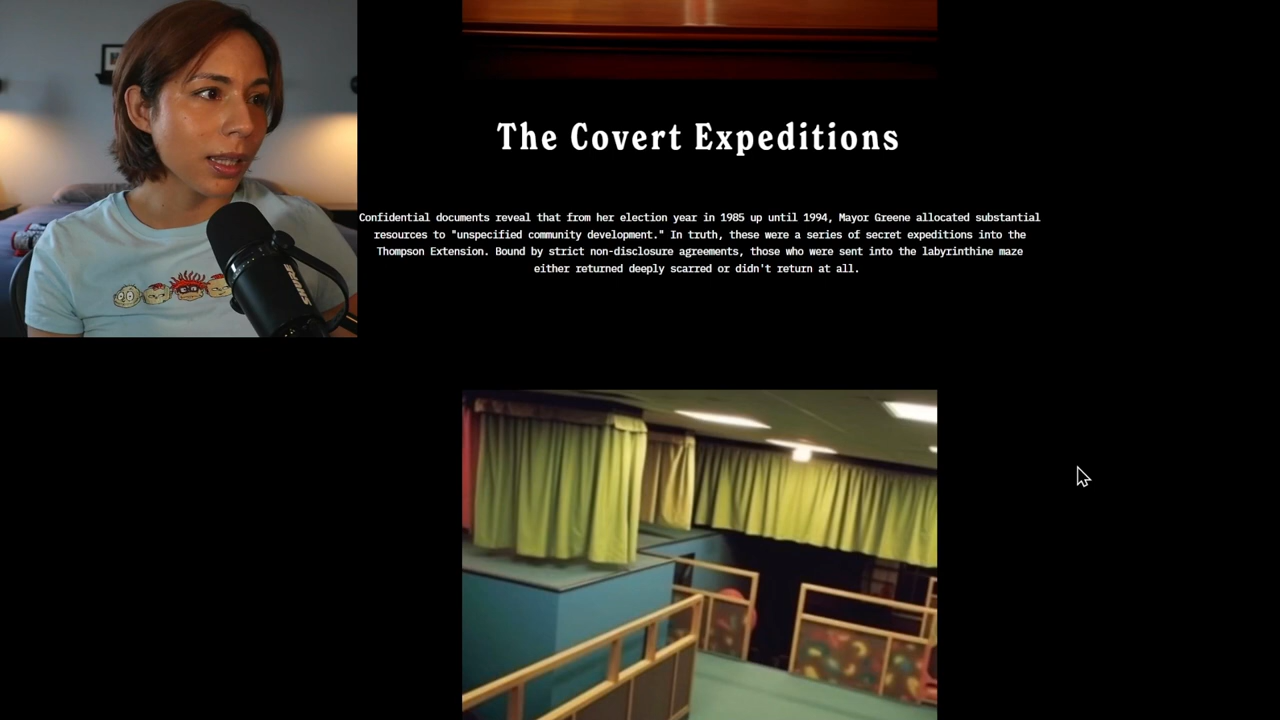 The Covert Expeditions
Confidential documents reveal that from her election year in 1985 up until 1994, Mayor Greene allocated substantial
resources to "unspecified community development." In truth, these were a series of secret expeditions into the
Thompson Extension. Bound by strict non-disclosure agreements, those who were sent into the labyrinthine maze
either returned deeply scarred or didn't return at all.
SHURE